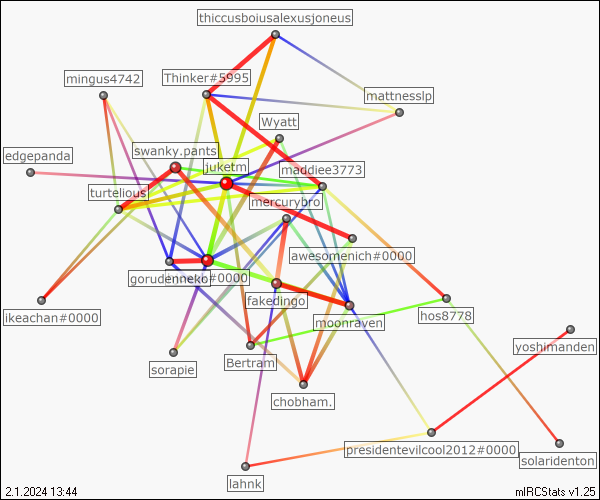 thiccusboiusalexusjoneus
mingus4742
Thinker#5995
mattnesslp
Wyatt
swanky.pants
edgepanda
juketm
maddiee3773
turtelious
mercurybro
awesomenich#0000
gorudenneko
#0000
fakedingo
ikeachan#0000
moonraven
hos8778
yoshimanden
Bertram
sorapie
chobham.
presidentevilcool2012#0000
solaridenton
lahnk
2.1.2024 13:44
mIRCStats v1.25